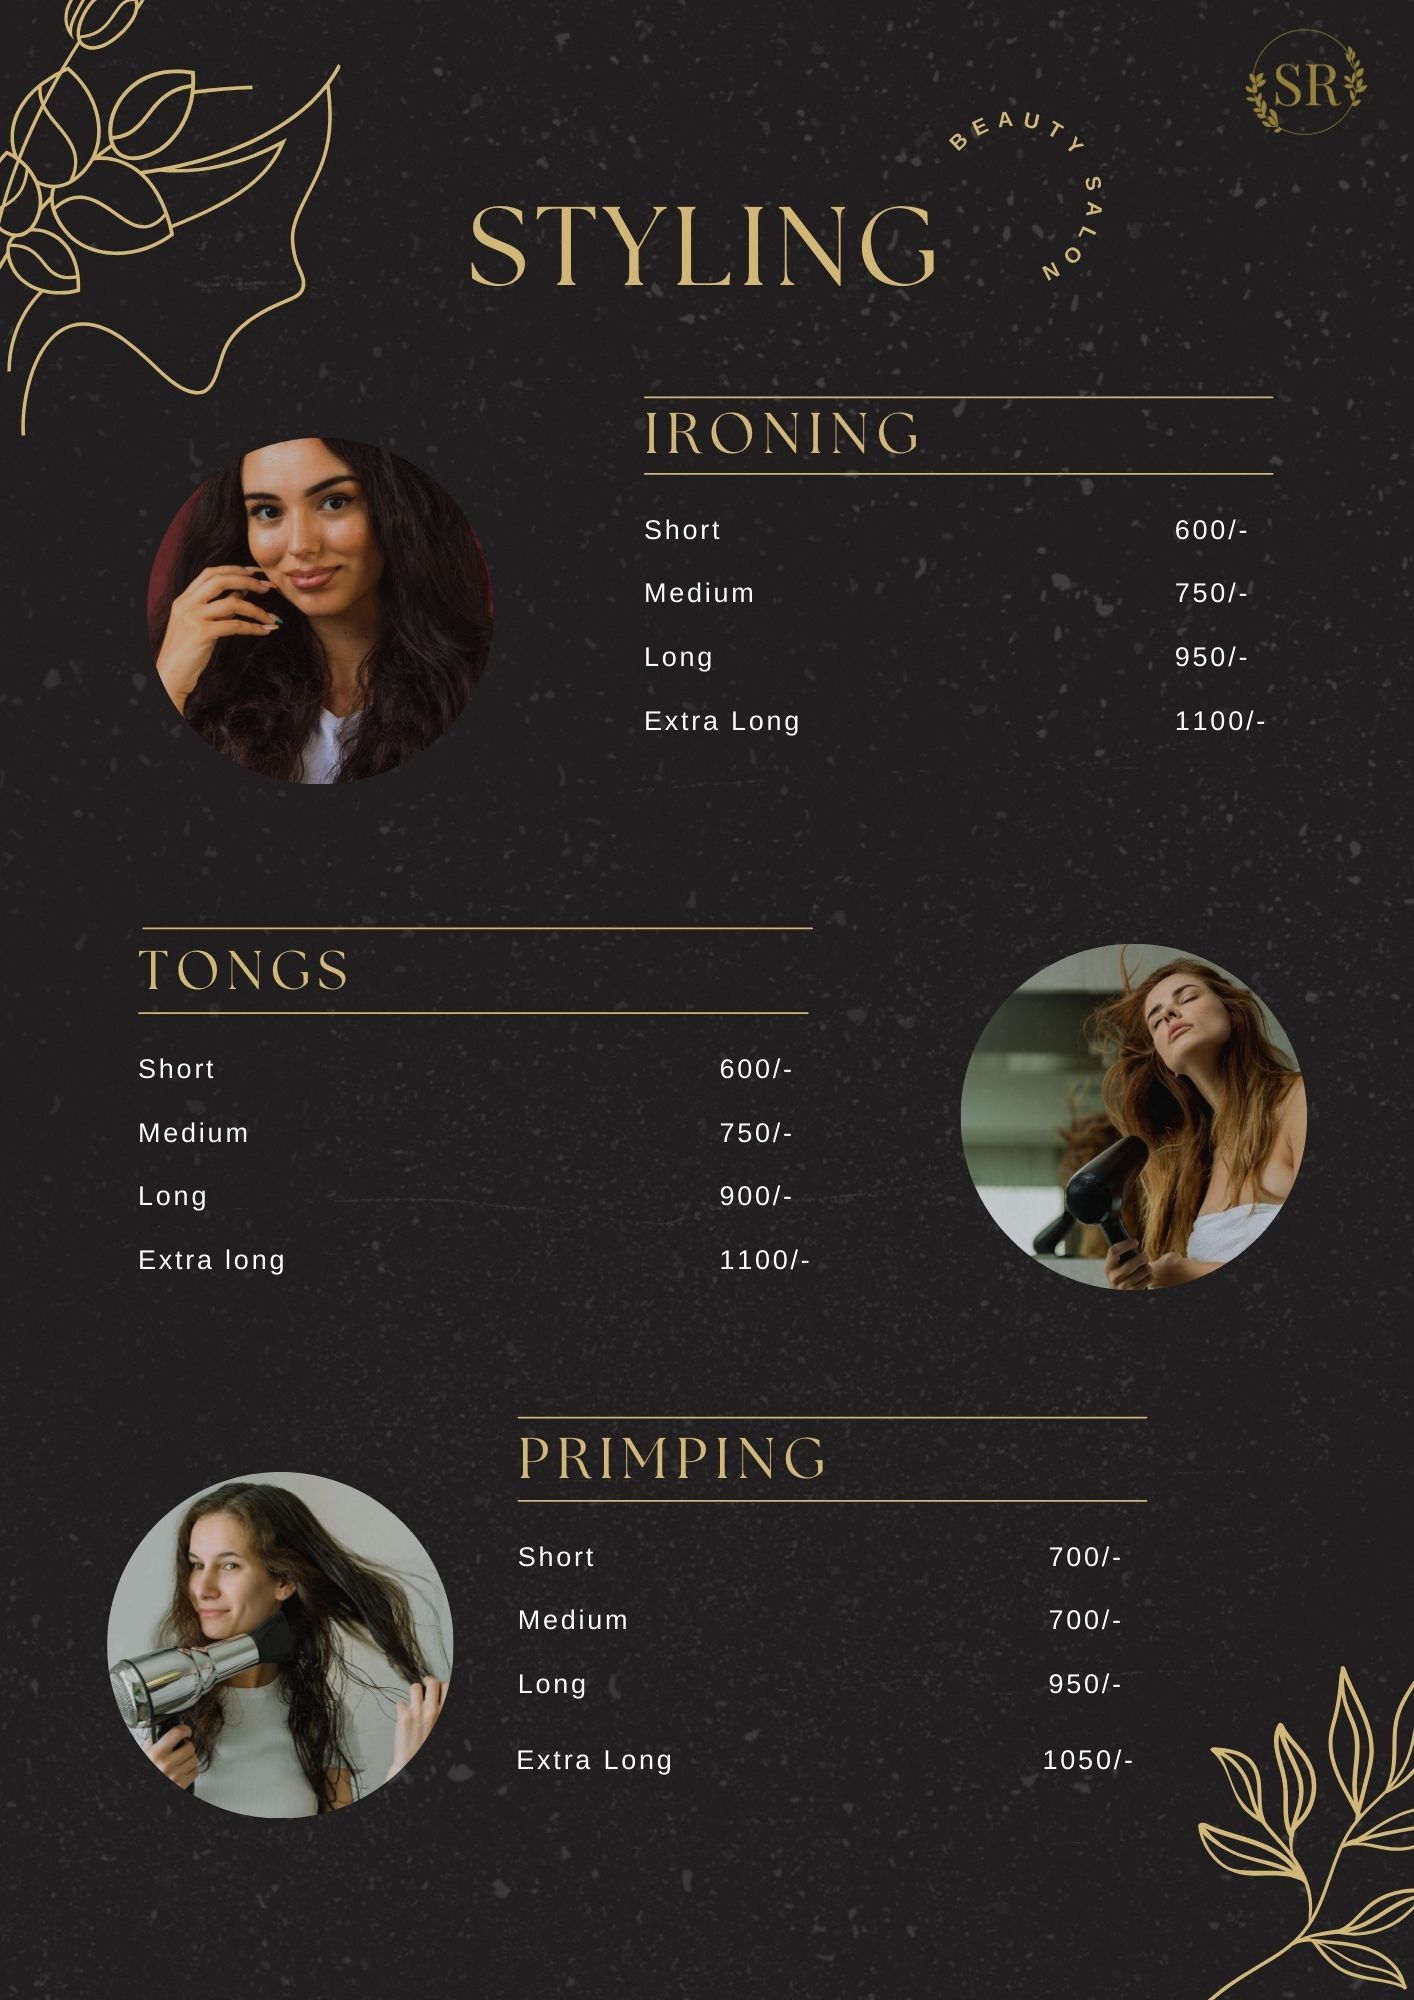 SR
BEAUTY SALON
STYLING
IRONING
Short 600/-
Medium 750/-
Long 950/-
Extra Long 1100/-
TONGS
Short 600/-
Medium 750/-
Long 900/-
Extra long 1100/-
PRIMPING
Short 700/-
Medium 700/-
Long 950/-
Extra Long 1050/-